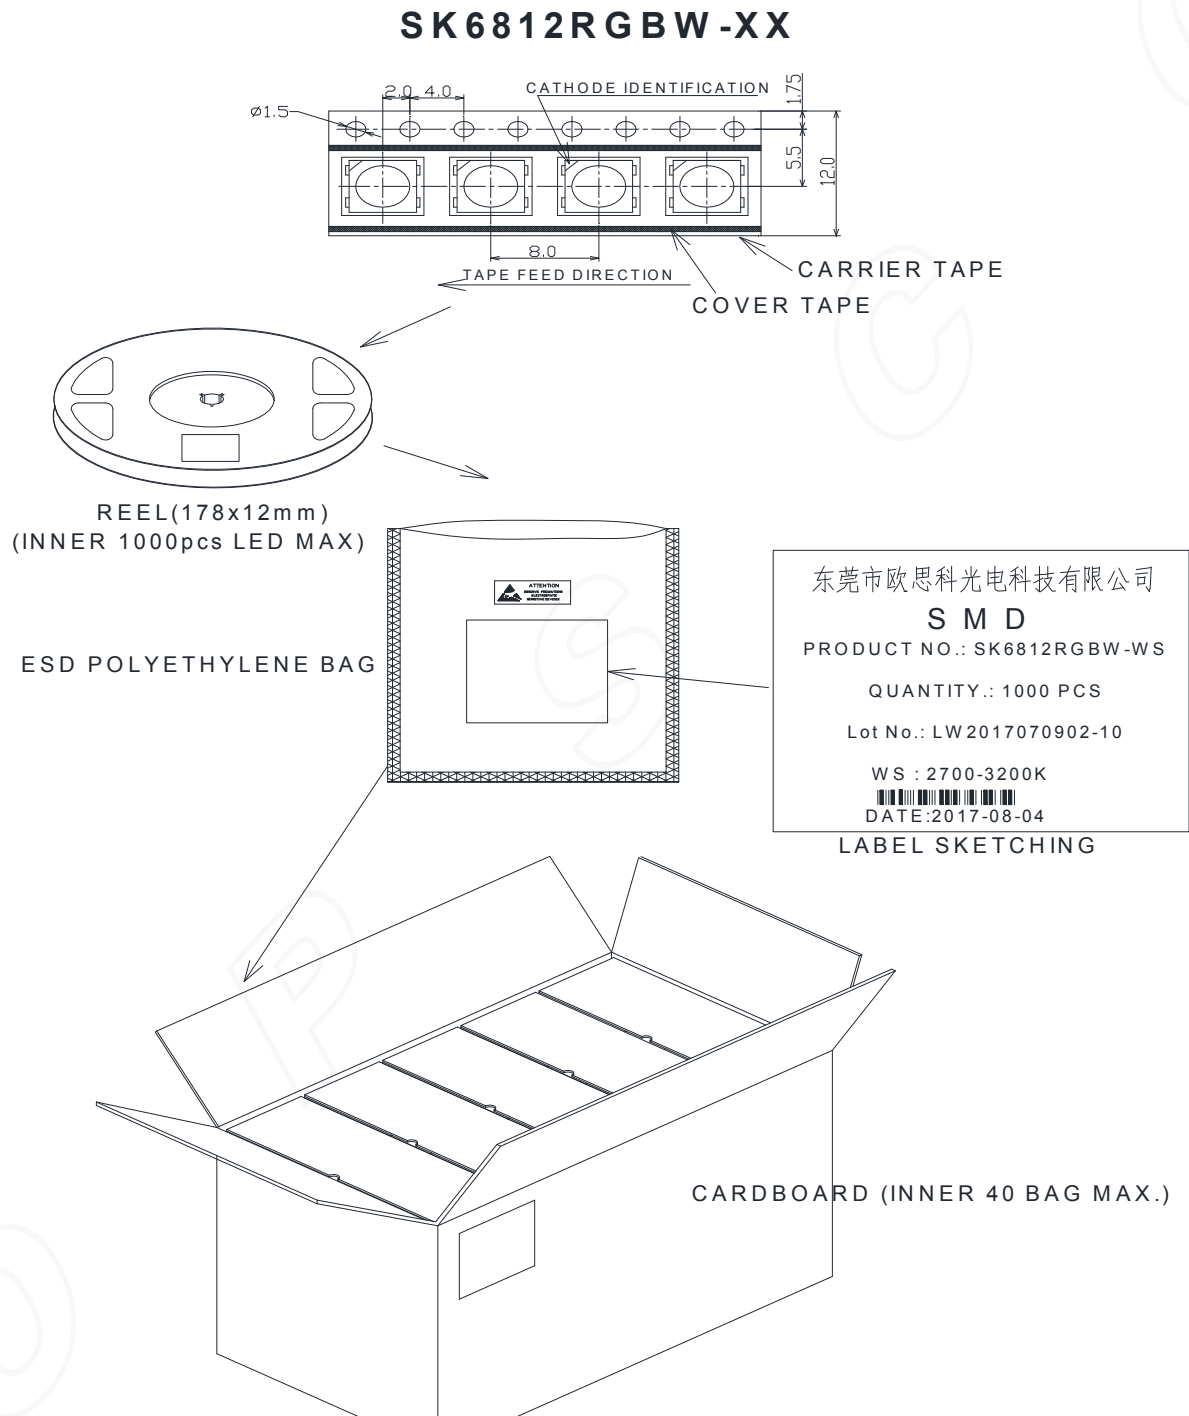 SK6812RGBW-XX
2.0
4.0
CATHODE IDENTIFICATION
1.75
ø1.5
5.5
12.0
8.0
TAPE FEED DIRECTION
CARRIER TAPE
COVER TAPE
REEL(178x12mm)
(INNER 1000pcs LED MAX)
ATTENTION
ESD POLYETHYLENE BAG
东莞市欧思科光电科技有限公司
SMD
PRODUCT NO.: SK6812RGBW-WS
QUANTITY.: 1000 PCS
Lot No.: LW2017070902-10
WS : 2700-3200K
DATE:2017-08-04
LABEL SKETCHING
CARDBOARD (INNER 40 BAG MAX.)